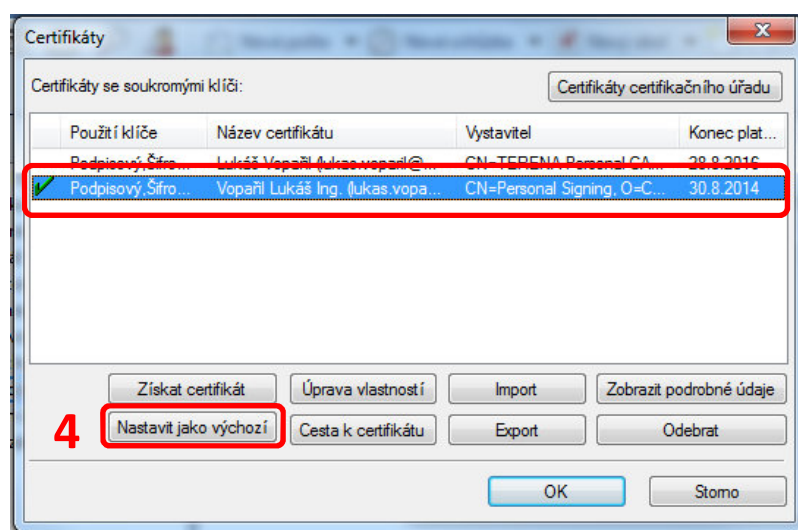 Certifikáty
Certifikáty se soukromými klíči:
Certifikáty certifikačního úřadu
Použití klíče Název certifikátu Vystavitel Konec plat...
Podpisový,Šifro... Lukáš Vopařil (lukas.voparil@... CN=TERENA Personal CA... 28.8.2016
Podpisový,Šifro... Vopařil Lukáš Ing. (lukas.vopa... CN=Personal Signing, O=C... 30.8.2014
Získat certifikát Úprava vlastností Import Zobrazit podrobné údaje
4 Nastavit jako výchozí Cesta k certifikátu Export Odebrat
OK Storno